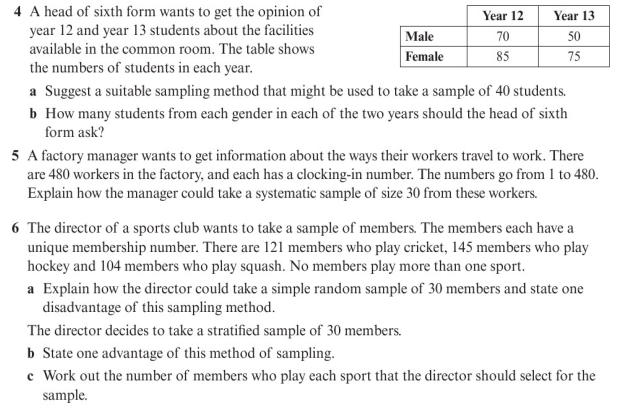 4 A head of sixth form wants to get the opinion of
year 12 and year 13 students about the facilities
available in the common room. The table shows
the numbers of students in each year.
Year 12 Year 13
Male 70 50
Female 85 75
a Suggest a suitable sampling method that might be used to take a sample of 40 students.
b How many students from each gender in each of the two years should the head of sixth
form ask?
5 A factory manager wants to get information about the ways their workers travel to work. There
are 480 workers in the factory, and each has a clocking-in number. The numbers go from 1 to 480.
Explain how the manager could take a systematic sample of size 30 from these workers.
6 The director of a sports club wants to take a sample of members. The members each have a
unique membership number. There are 121 members who play cricket, 145 members who play
hockey and 104 members who play squash. No members play more than one sport.
a Explain how the director could take a simple random sample of 30 members and state one
disadvantage of this sampling method.
The director decides to take a stratified sample of 30 members.
b State one advantage of this method of sampling.
c Work out the number of members who play each sport that the director should select for the
sample.